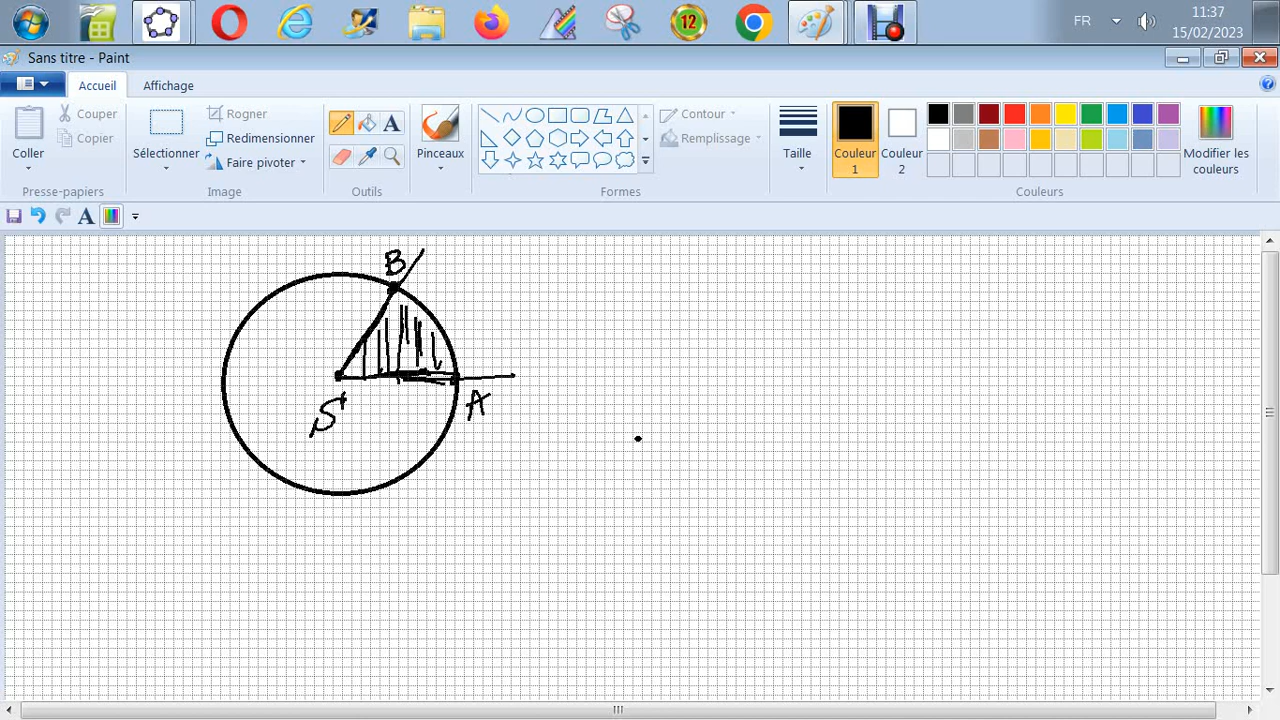 FR
11:37
15/02/2023
12
Sans titre - Paint
Accueil
Affichage
Coller
Couper
Copier
Presse-papiers
Sélectionner
Rogner
Redimensionner
Faire pivoter
Image
A
Outils
Pinceaux
Contour
Remplissage
Formes
Taille
Couleur 1
Couleur 2
Modifier les couleurs
Couleurs
A
B
S
A